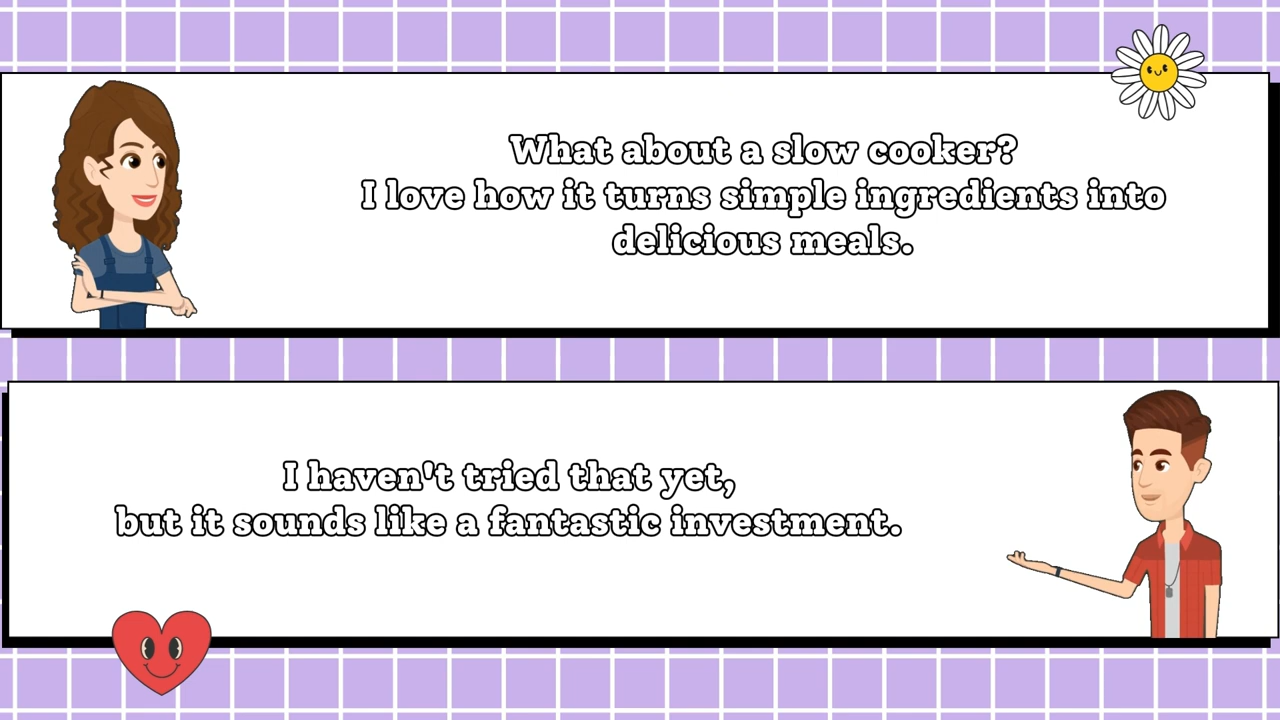 What about a slow cooker?
I love how it turns simple ingredients into
delicious meals.
I haven't tried that yet,
but it sounds like a fantastic investment.